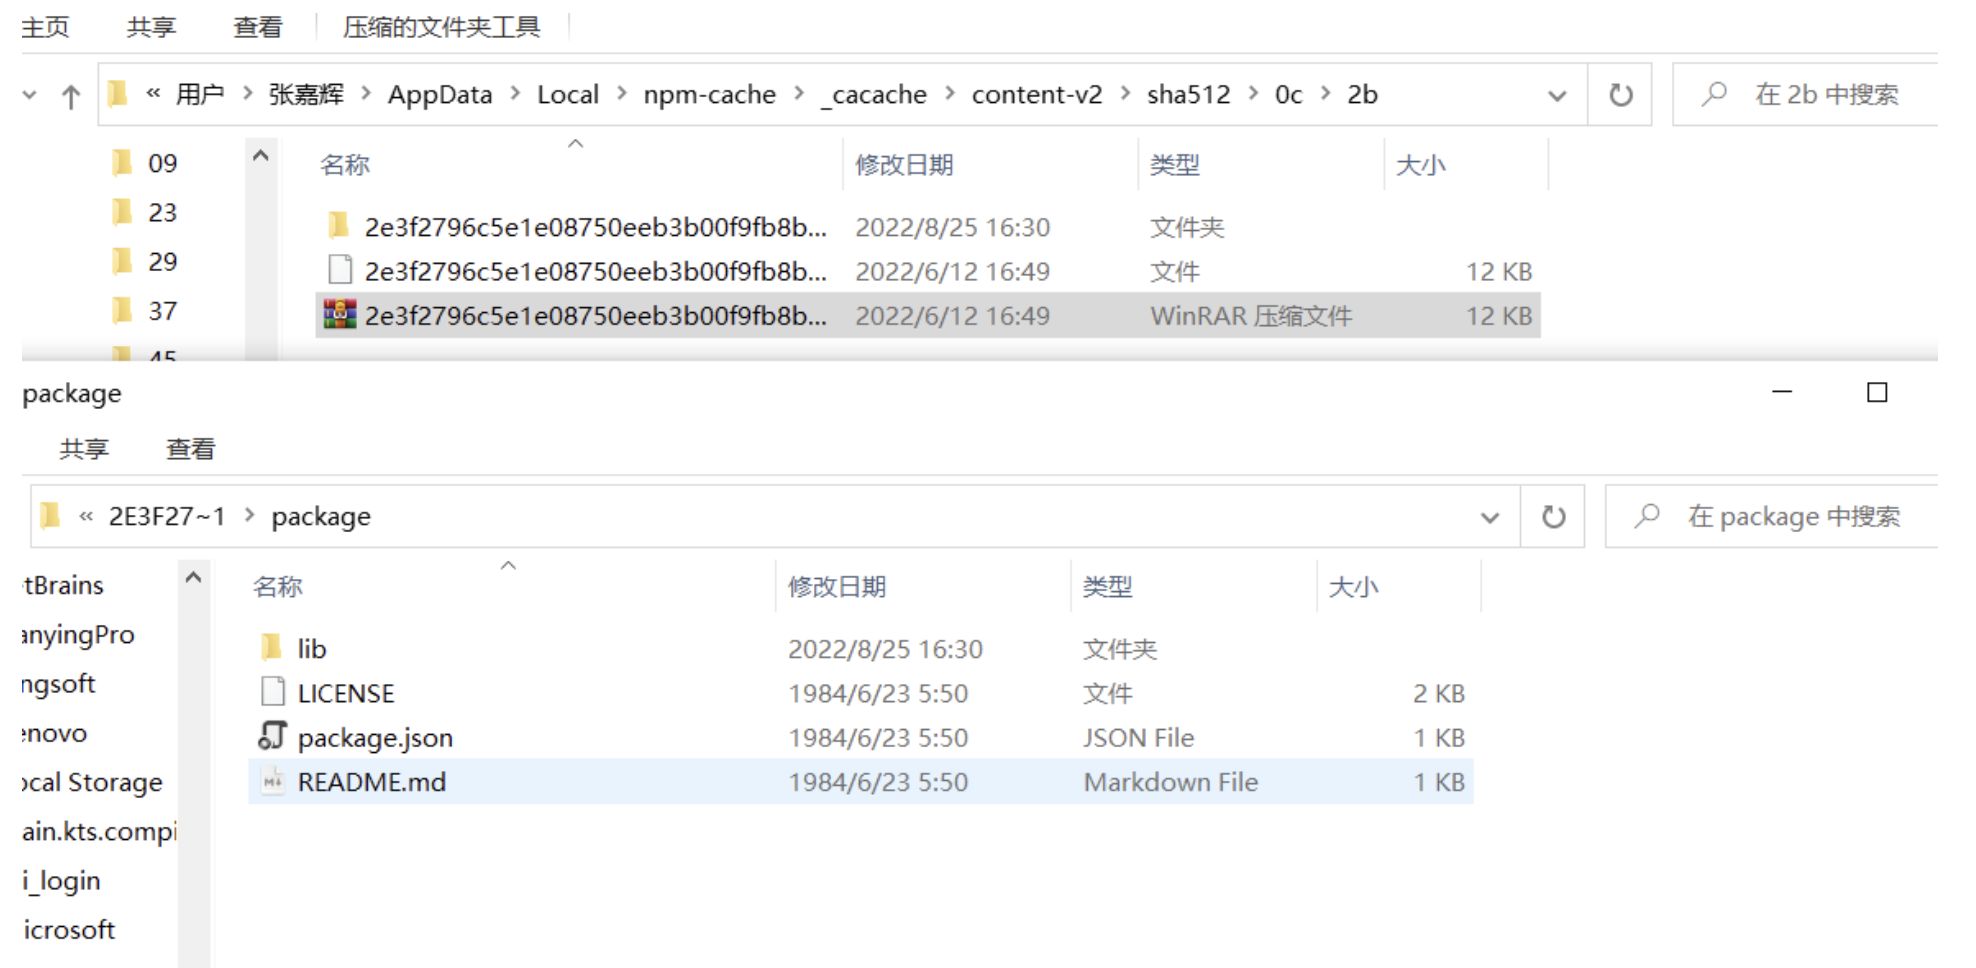 主页 共享 查看 压缩的文件夹工具
« 用户 > 张嘉辉 > AppData > Local > npm-cache > _cacache > content-v2 > sha512 > 0c > 2b 在 2b 中搜索
09 名称 修改日期 类型 大小
23 2e3f2796c5e1e08750eeb3b00f9fb8b... 2022/8/25 16:30 文件夹
29 2e3f2796c5e1e08750eeb3b00f9fb8b... 2022/6/12 16:49 文件 12 KB
37 2e3f2796c5e1e08750eeb3b00f9fb8b... 2022/6/12 16:49 WinRAR 压缩文件 12 KB
45
package
共享 查看
« 2E3F27~1 > package 在 package 中搜索
tBrains 名称 修改日期 类型 大小
anyingPro lib 2022/8/25 16:30 文件夹
ngsoft LICENSE 1984/6/23 5:50 文件 2 KB
enovo package.json 1984/6/23 5:50 JSON File 1 KB
ocal Storage README.md 1984/6/23 5:50 Markdown File 1 KB
ain.kts.compi
i_login
icrosoft